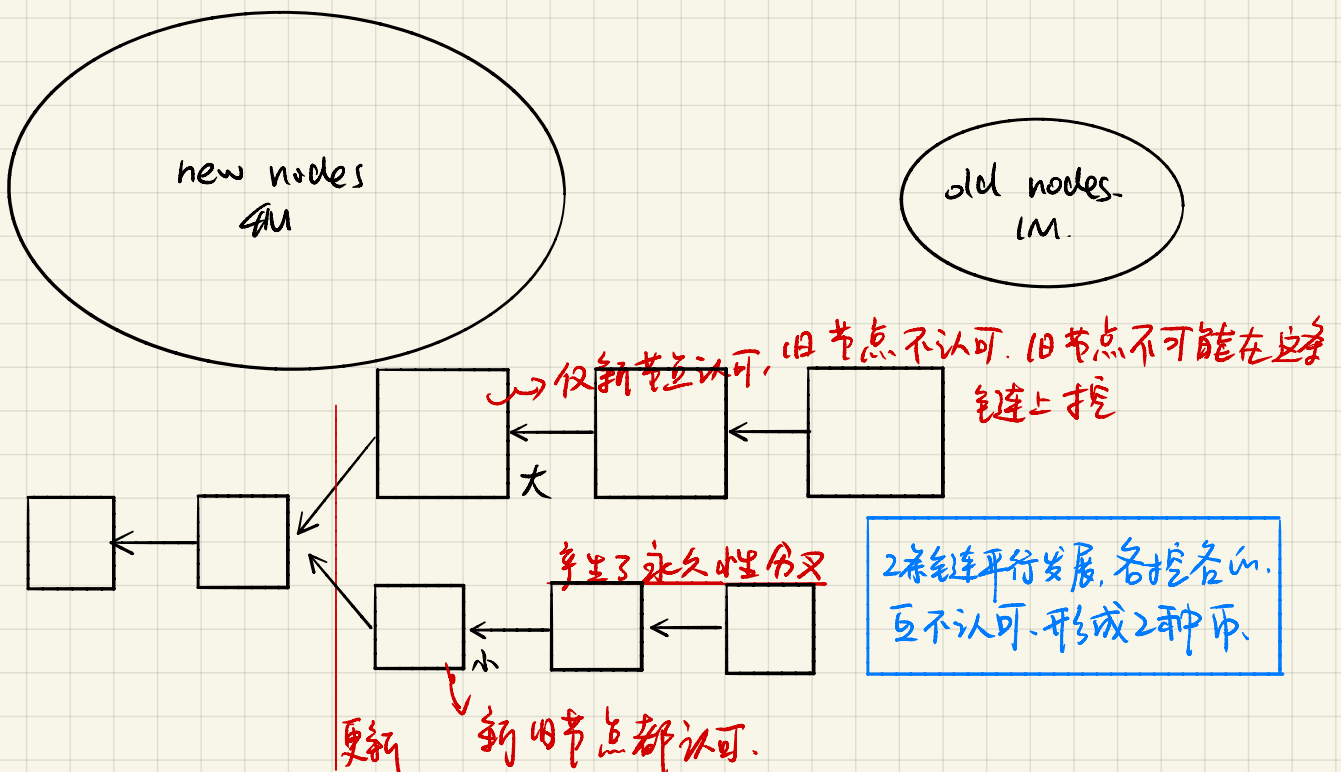 new nodes
4M
old nodes
1M.
仅新节点认可,旧节点不认可.旧节点不可能在这条
链上挖
大
产生了永久性分叉
2条链平行发展,各挖各的.
互不认可、形成2种币、
小
更新
新旧节点都认可.